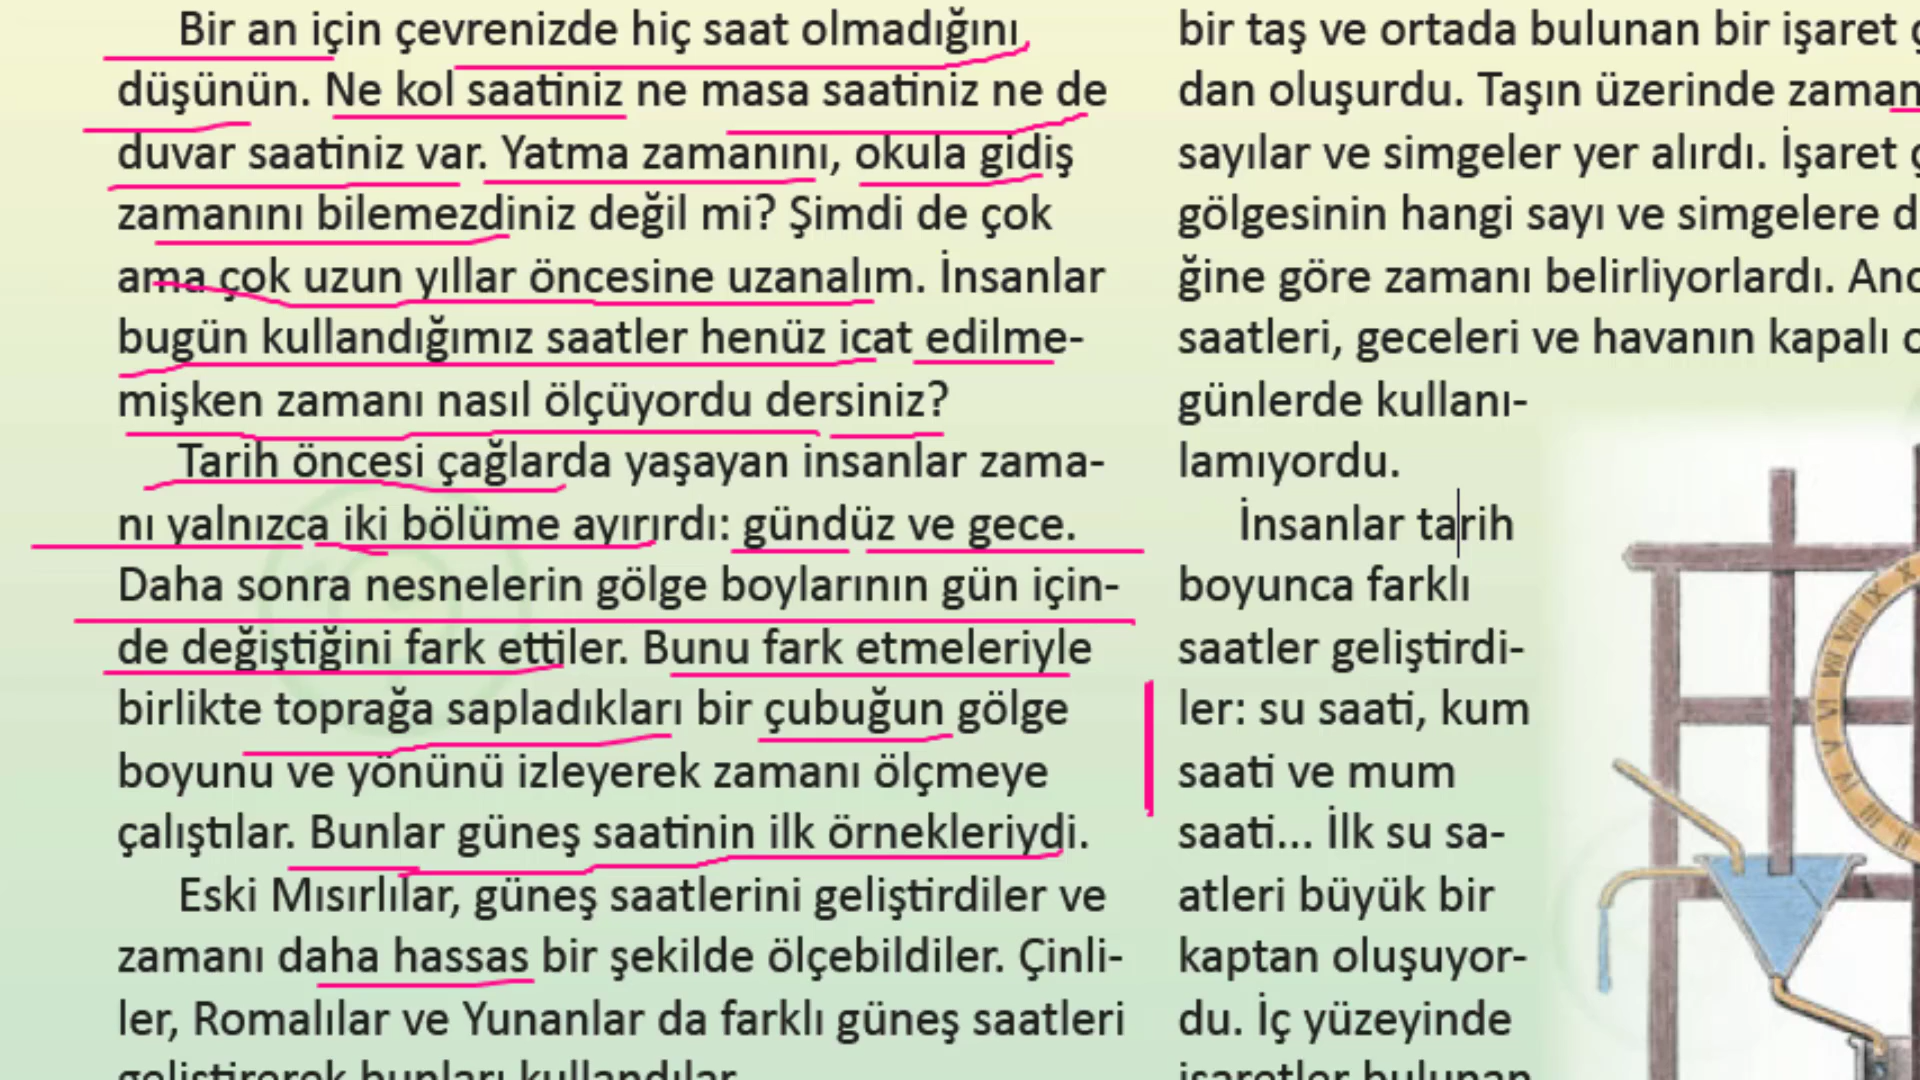 Bir an için çevrenizde hiç saat olmadığını
düşünün. Ne kol saatiniz ne masa saatiniz ne de
duvar saatiniz var. Yatma zamanını, okula gidiş
zamanını bilemezdiniz değil mi? Şimdi de çok
ama çok uzun yıllar öncesine uzanalım. İnsanlar
bugün kullandığımız saatler henüz icat edilme-
mişken zamanı nasıl ölçüyordu dersiniz?
Tarih öncesi çağlarda yaşayan insanlar zama-
nı yalnızca iki bölüme ayırırdı: gündüz ve gece.
Daha sonra nesnelerin gölge boylarının gün için-
de değiştiğini fark ettiler. Bunu fark etmeleriyle
birlikte toprağa sapladıkları bir çubuğun gölge
boyunu ve yönünü izleyerek zamanı ölçmeye
çalıştılar. Bunlar güneş saatinin ilk örnekleriydi.
Eski Mısırlılar, güneş saatlerini geliştirdiler ve
zamanı daha hassas bir şekilde ölçebildiler. Çinli-
ler, Romalılar ve Yunanlar da farklı güneş saatleri
geliştirerek bunları kullandılar.
bir taş ve ortada bulunan bir işaret
dan oluşurdu. Taşın üzerinde zaman
sayılar ve simgeler yer alırdı. İşaret
gölgesinin hangi sayı ve simgelere
ğine göre zamanı belirliyorlardı.
saatleri, geceleri ve havanın kapalı
günlerde kullanı-
lamıyordu.
İnsanlar tarih
boyunca farklı
saatler geliştirdi-
ler: su saati, kum
saati ve mum
saati... İlk su sa-
atleri büyük bir
kaptan oluşuyor-
du. İç yüzeyinde
işaretler bulunan